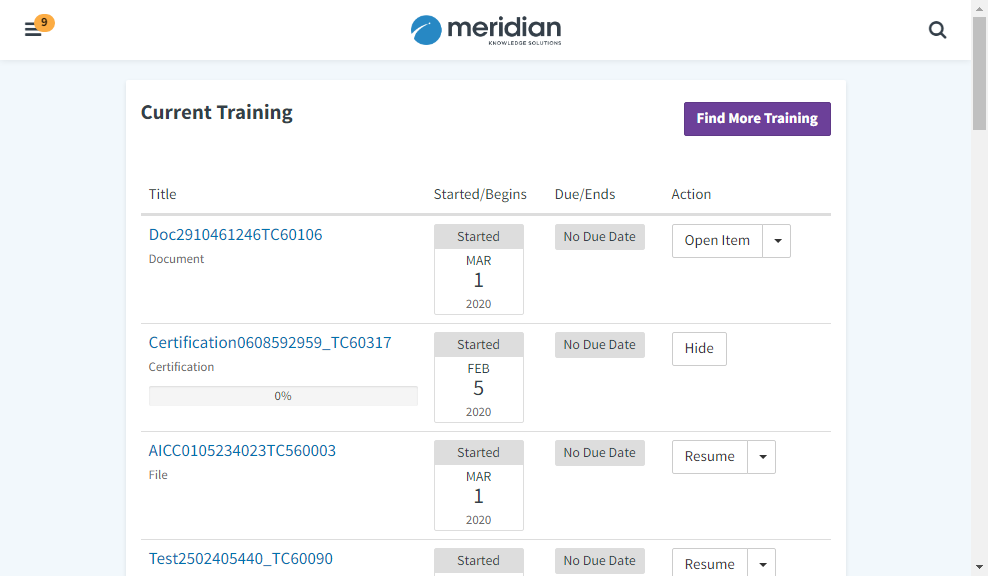 9
meridian
KNOWLEDGE SOLUTIONS
Current Training
Find More Training
Title Started/Begins Due/Ends Action
Doc2910461246TC60106
Document
Started
MAR
1
2020
No Due Date
Open Item
Certification0608592959_TC60317
Certification
0%
Started
FEB
5
2020
No Due Date
Hide
AICC0105234023TC560003
File
Started
MAR
1
2020
No Due Date
Resume
Test2502405440_TC60090
Started
No Due Date
Resume